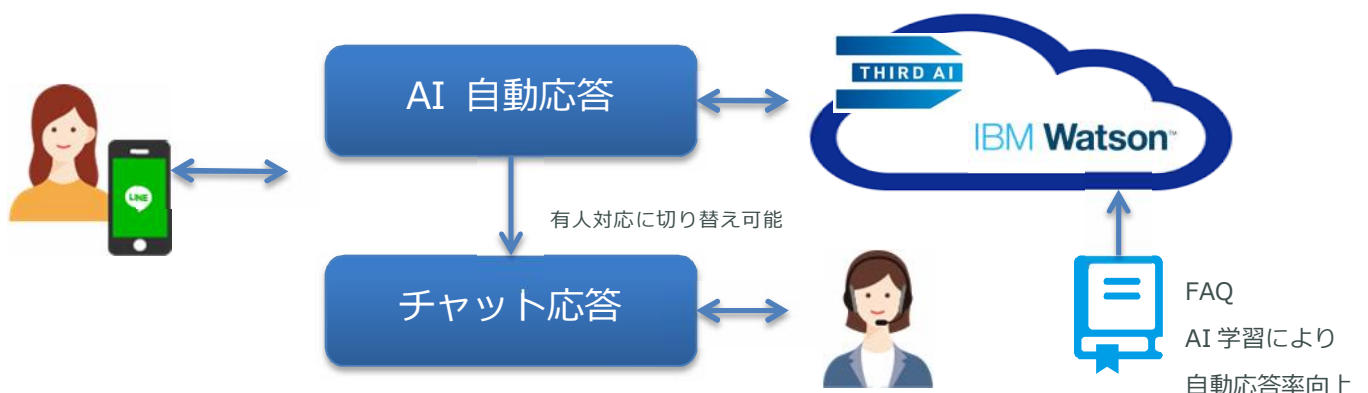 AI 自動応答
THIRD AI
IBM Watson™
LINE
有人対応に切り替え可能
チャット応答
FAQ
AI 学習により
自動応答率向上